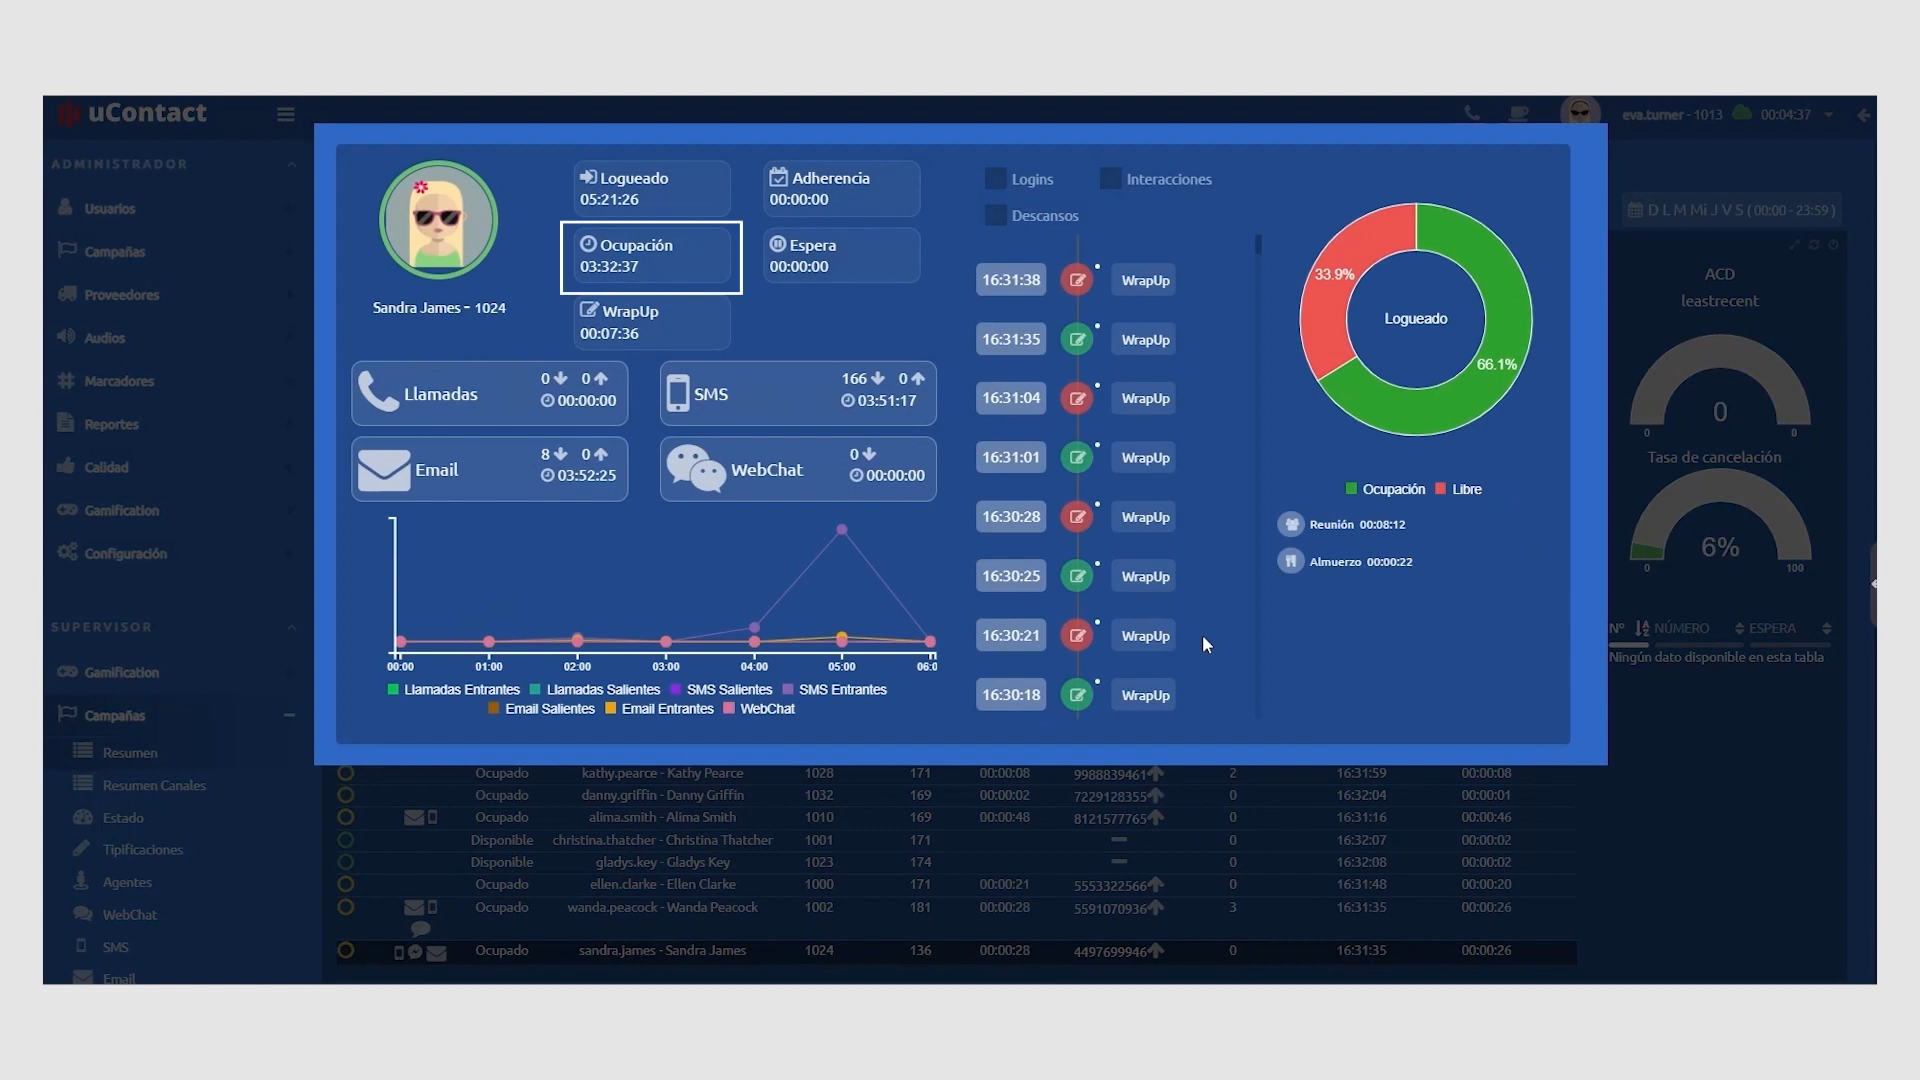 uContact
eva.turner - 1013 00:04:37
ADMINISTRADOR
Usuarios
Campañas
Proveedores
Audios
Marcadores
Reportes
Calidad
Gamification
Configuración
SUPERVISOR
Gamification
Campañas
Resumen
Resumen Canales
Estado
Tipificaciones
Agentes
WebChat
SMS
Email
Sandra James - 1024
Logueado
05:21:26
Adherencia
00:00:00
Ocupación
03:32:37
Espera
00:00:00
WrapUp
00:07:36
Llamadas
0 0
00:00:00
SMS
166 0
03:51:17
Email
8 0
03:52:25
WebChat
0
00:00:00
00:00 01:00 02:00 03:00 04:00 05:00 06:0
Llamadas Entrantes Llamadas Salientes SMS Salientes SMS Entrantes
Email Salientes Email Entrantes WebChat
Logins Interacciones
Descansos
16:31:38 WrapUp
16:31:35 WrapUp
16:31:04 WrapUp
16:31:01 WrapUp
16:30:28 WrapUp
16:30:25 WrapUp
16:30:21 WrapUp
16:30:18 WrapUp
33.9%
Logueado
66.1%
Ocupación Libre
Reunión 00:08:12
Almuerzo 00:00:22
D L M Mi J V S ( 00:00 - 23:59 )
ACD
leastrecent
0
0 0
Tasa de cancelación
6%
0 100
Nº NÚMERO ESPERA
Ningún dato disponible en esta tabla
Ocupado kathy.pearce - Kathy Pearce 1028 171 00:00:08 9988839461 2 16:31:59 00:00:08
Ocupado danny.griffin - Danny Griffin 1032 169 00:00:02 7229128355 0 16:32:04 00:00:01
Ocupado alima.smith - Alima Smith 1010 169 00:00:48 8121577765 0 16:31:16 00:00:46
Disponible christina.thatcher - Christina Thatcher 1001 171 0 16:32:07 00:00:02
Disponible gladys.key - Gladys Key 1023 174 0 16:32:08 00:00:02
Ocupado ellen.clarke - Ellen Clarke 1000 171 00:00:21 5553322566 0 16:31:48 00:00:20
Ocupado wanda.peacock - Wanda Peacock 1002 181 00:00:28 5591070936 3 16:31:35 00:00:26
Ocupado sandra.james - Sandra James 1024 136 00:00:28 4497699946 0 16:31:35 00:00:26